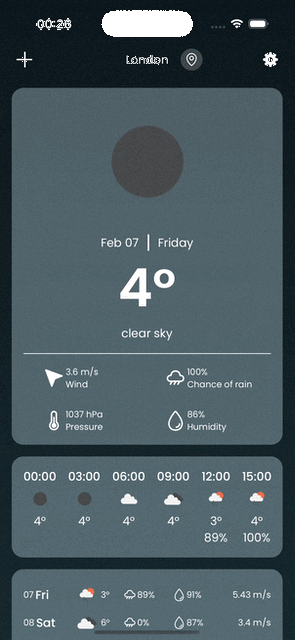 00:28
London
Feb 07 | Friday
4°
clear sky
3.6 m/s
Wind
100%
Chance of rain
1037 hPa
Pressure
86%
Humidity
00:00 03:00 06:00 09:00 12:00 15:00
4° 4° 4° 4° 3° 4°
89% 100%
07 Fri 3° 89% 91% 5.43 m/s
08 Sat 6° 0% 87% 3.4 m/s